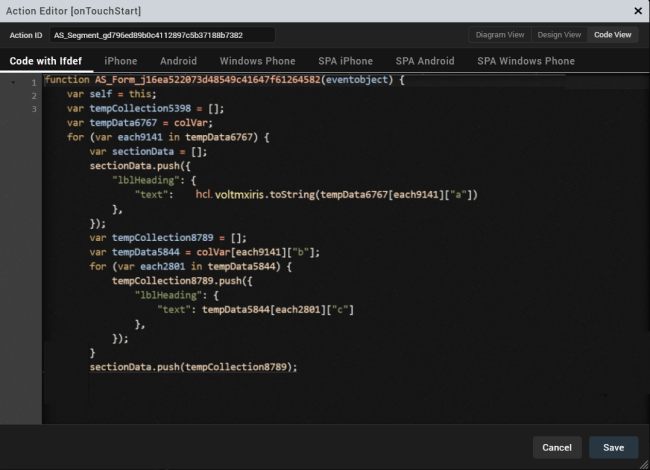 Action Editor [onTouchStart]
Action ID AS_Segment_gd796ed89b0c4112897c5b37188b7382 Diagram View Design View Code View
Code with Ifdef iPhone Android Windows Phone SPA iPhone SPA Android SPA Windows Phone
1 function AS_Form_j16ea522073d48549c41647f61264582(eventobject) {
2 var self = this;
3 var tempCollection5398 = [];
var tempData6767 = colVar;
for (var each9141 in tempData6767) {
var sectionData = [];
sectionData.push({
"lblHeading": {
"text": hcl.voltmxiris.toString(tempData6767[each9141]["a"])
},
});
var tempCollection8789 = [];
var tempData5844 = colVar[each9141]["b"];
for (var each2801 in tempData5844) {
tempCollection8789.push({
"lblHeading": {
"text": tempData5844[each2801]["c"]
},
});
}
sectionData.push(tempCollection8789);
Cancel Save